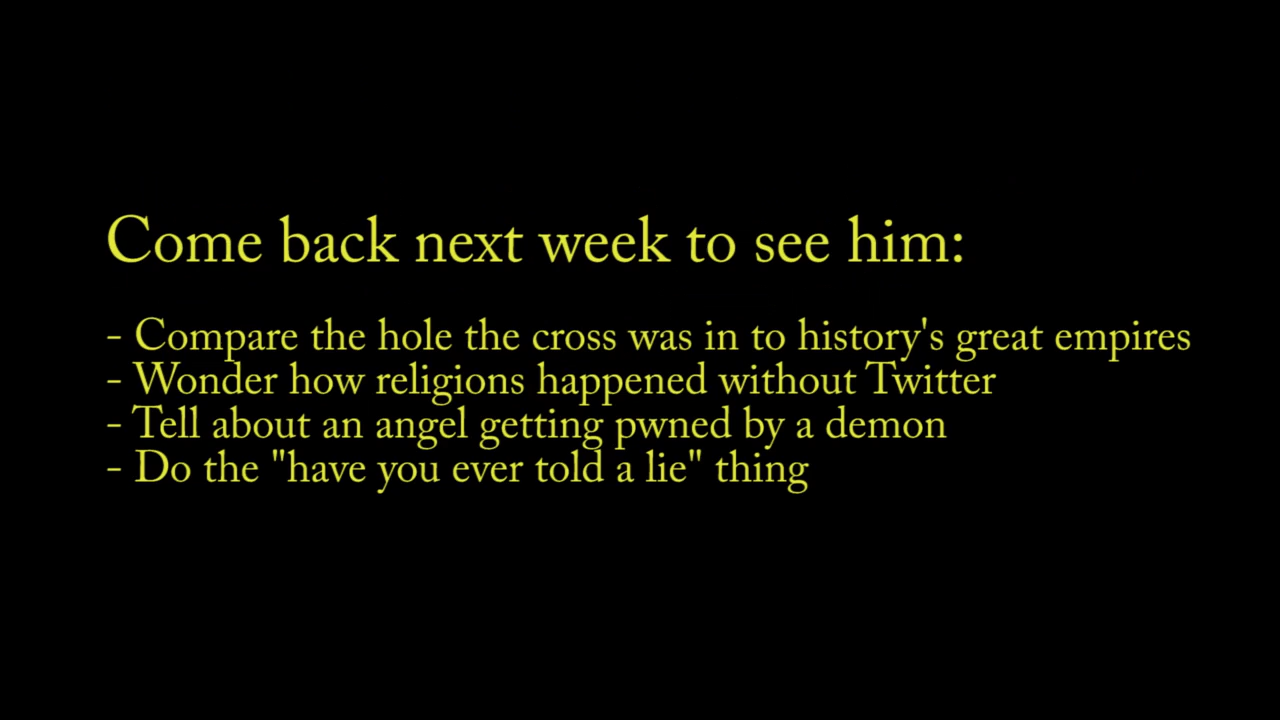 Come back next week to see him:
- Compare the hole the cross was in to history's great empires
- Wonder how religions happened without Twitter
- Tell about an angel getting pwned by a demon
- Do the "have you ever told a lie" thing